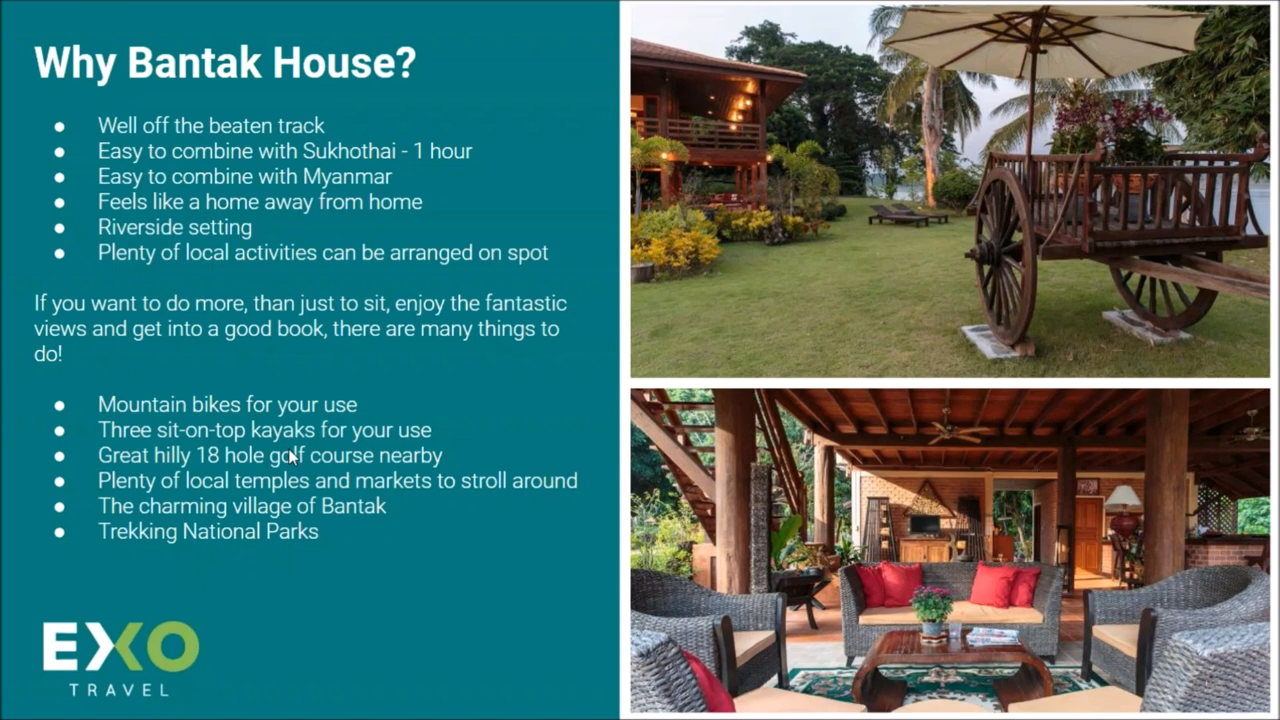 Why Bantak House?
● Well off the beaten track
● Easy to combine with Sukhothai - 1 hour
● Easy to combine with Myanmar
● Feels like a home away from home
● Riverside setting
● Plenty of local activities can be arranged on spot
If you want to do more, than just to sit, enjoy the fantastic
views and get into a good book, there are many things to
do!
● Mountain bikes for your use
● Three sit-on-top kayaks for your use
● Great hilly 18 hole golf course nearby
● Plenty of local temples and markets to stroll around
● The charming village of Bantak
● Trekking National Parks
EXO
TRAVEL